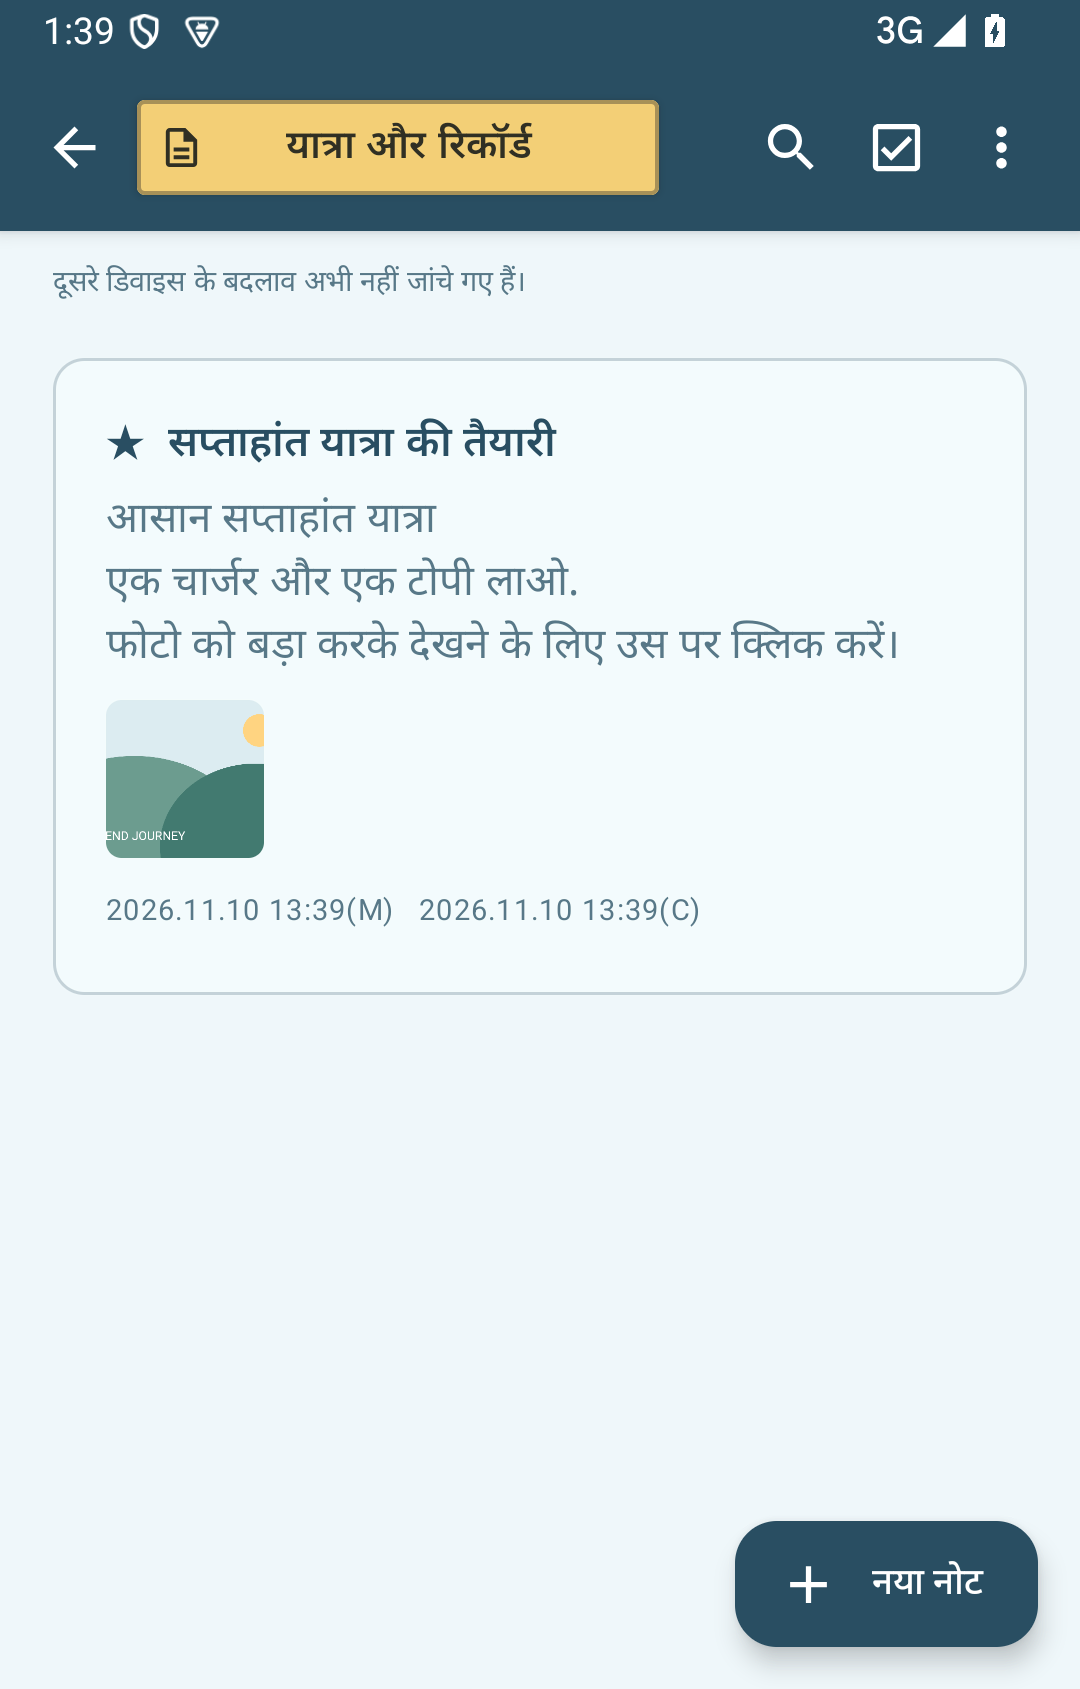 1:39
3G
यात्रा और रिकॉर्ड
दूसरे डिवाइस के बदलाव अभी नहीं जांचे गए हैं।
★ सप्ताहांत यात्रा की तैयारी
आसान सप्ताहांत यात्रा
एक चार्जर और एक टोपी लाओ.
फोटो को बड़ा करके देखने के लिए उस पर क्लिक करें।
END JOURNEY
2026.11.10 13:39(M) 2026.11.10 13:39(C)
नया नोट